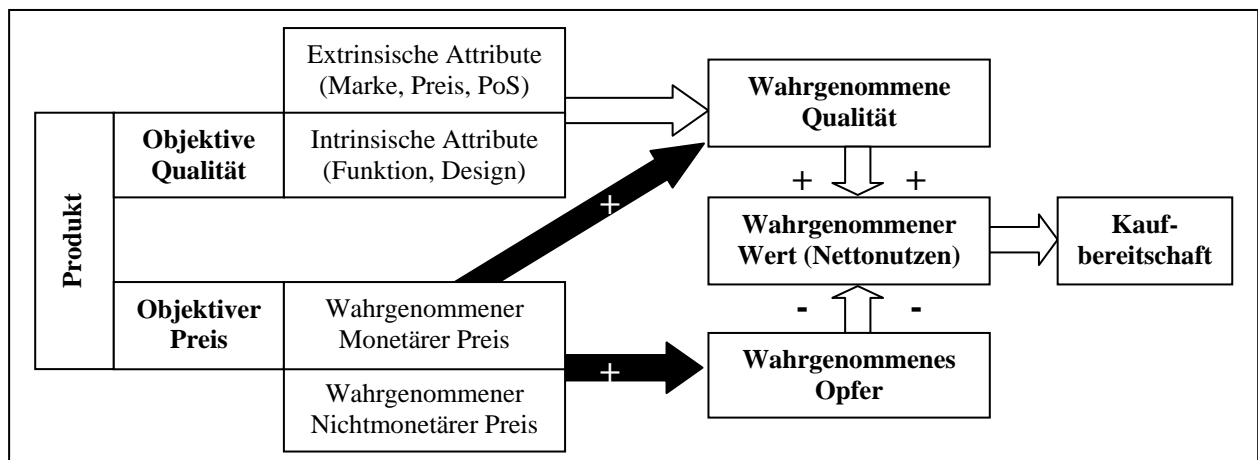 Extrinsische Attribute
(Marke, Preis, PoS)
Wahrgenommene
Qualität
Objektive
Qualität
Intrinsische Attribute
(Funktion, Design)
+
+ +
Produkt
Wahrgenommener
Wert (Nettonutzen)
Kauf-
bereitschaft
Objektiver
Preis
Wahrgenommener
Monetärer Preis
- -
+
Wahrgenommenes
Opfer
Wahrgenommener
Nichtmonetärer Preis